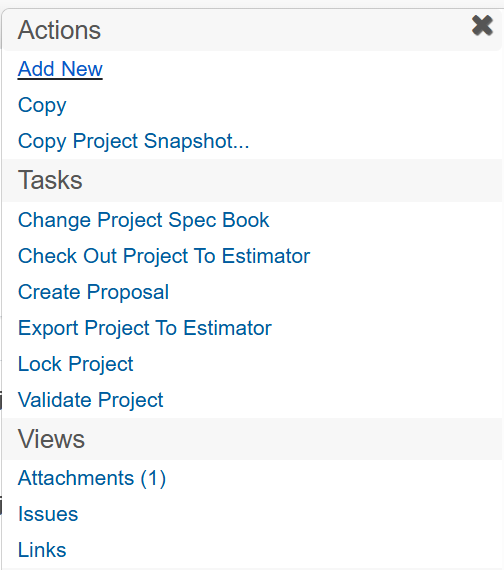 Actions
Add New
Copy
Copy Project Snapshot...
Tasks
Change Project Spec Book
Check Out Project To Estimator
Create Proposal
Export Project To Estimator
Lock Project
Validate Project
Views
Attachments (1)
Issues
Links